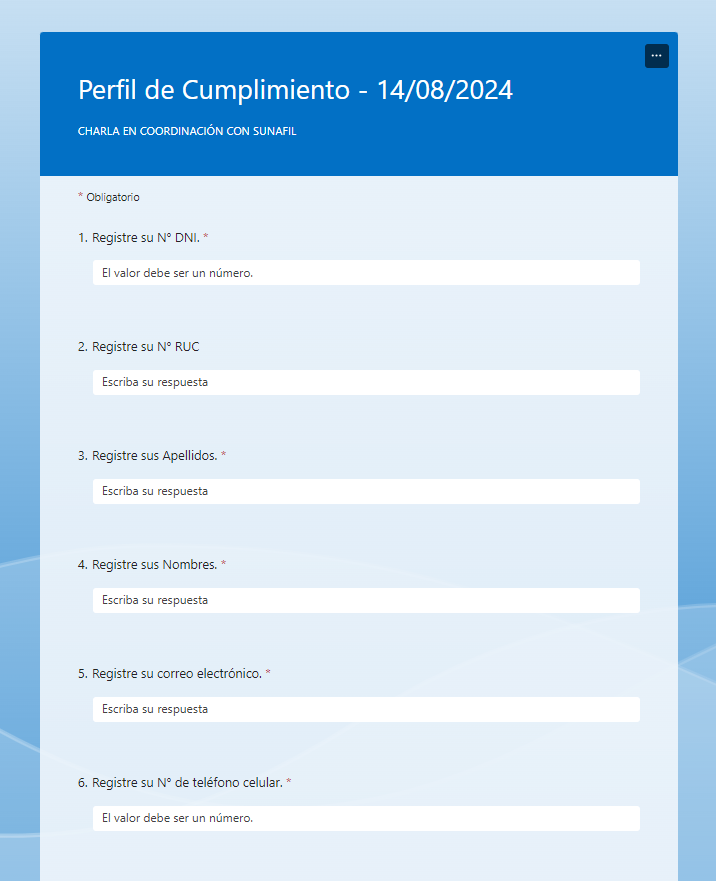 Perfil de Cumplimiento - 14/08/2024
CHARLA EN COORDINACIÓN CON SUNAFIL
* Obligatorio
1. Registre su N° DNI. *
El valor debe ser un número.
2. Registre su N° RUC
Escriba su respuesta
3. Registre sus Apellidos. *
Escriba su respuesta
4. Registre sus Nombres. *
Escriba su respuesta
5. Registre su correo electrónico. *
Escriba su respuesta
6. Registre su N° de teléfono celular. *
El valor debe ser un número.